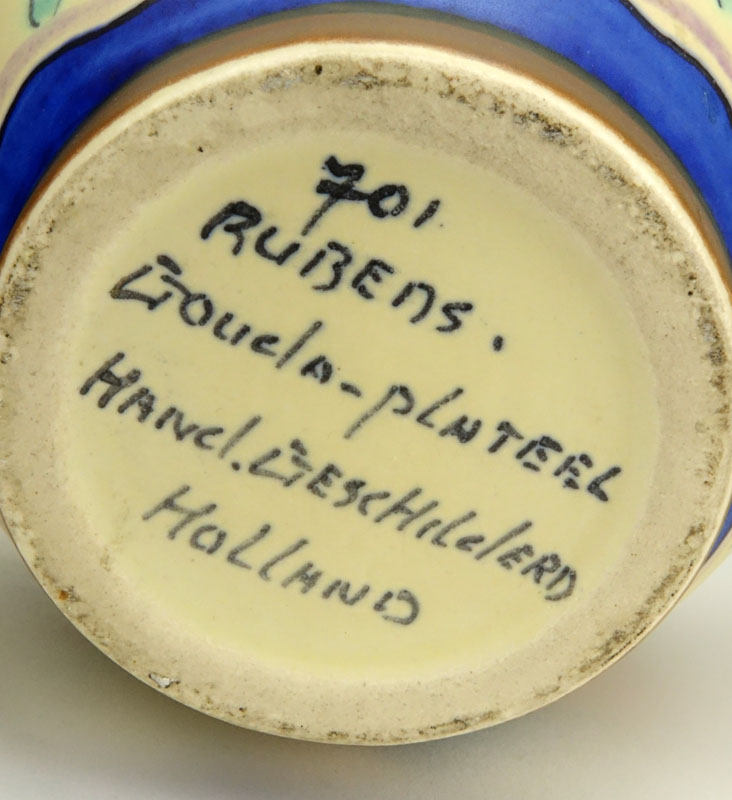 701.
RUBENS.
Gouda-PLATEEL
HANd. GESCHILdERD
HOLLAND